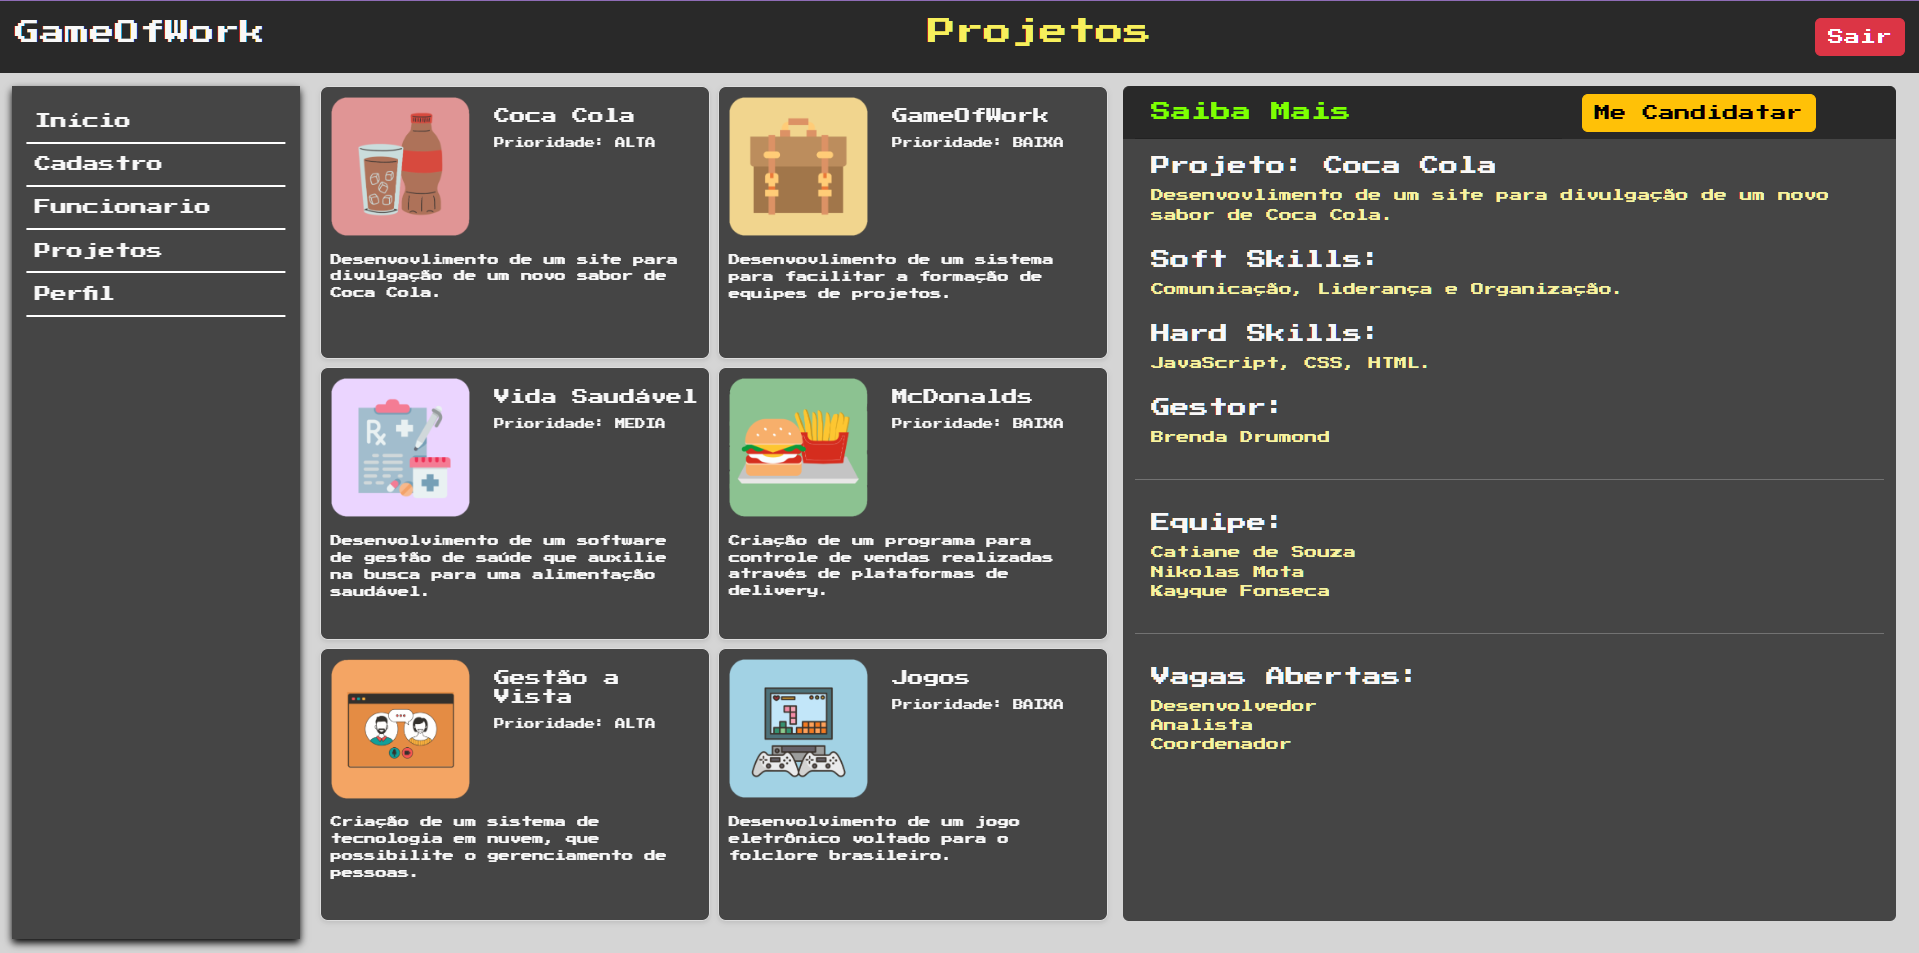 GameOfWork
Projetos
Sair
Início
Cadastro
Funcionario
Projetos
Perfil
Coca Cola
Prioridade: ALTA
Desenvovlimento de um site para
divulgação de um novo sabor de
Coca Cola.
GameOfWork
Prioridade: BAIXA
Desenvovlimento de um sistema
para facilitar a formação de
equipes de projetos.
Vida Saudável
Prioridade: MEDIA
Desenvolvimento de um software
de gestão de saúde que auxilie
na busca para uma alimentação
saudável.
McDonalds
Prioridade: BAIXA
Criação de um programa para
controle de vendas realizadas
através de plataformas de
delivery.
Gestão a
Vista
Prioridade: ALTA
Criação de um sistema de
tecnologia em nuvem, que
possibilite o gerenciamento de
pessoas.
Jogos
Prioridade: BAIXA
Desenvolvimento de um jogo
eletrônico voltado para o
folclore brasileiro.
Saiba Mais
Me Candidatar
Projeto: Coca Cola
Desenvovlimento de um site para divulgação de um novo
sabor de Coca Cola.
Soft Skills:
Comunicação, Liderança e Organização.
Hard Skills:
JavaScript, CSS, HTML.
Gestor:
Brenda Drumond
Equipe:
Catiane de Souza
Nikolas Mota
Kayque Fonseca
Vagas Abertas:
Desenvolvedor
Analista
Coordenador